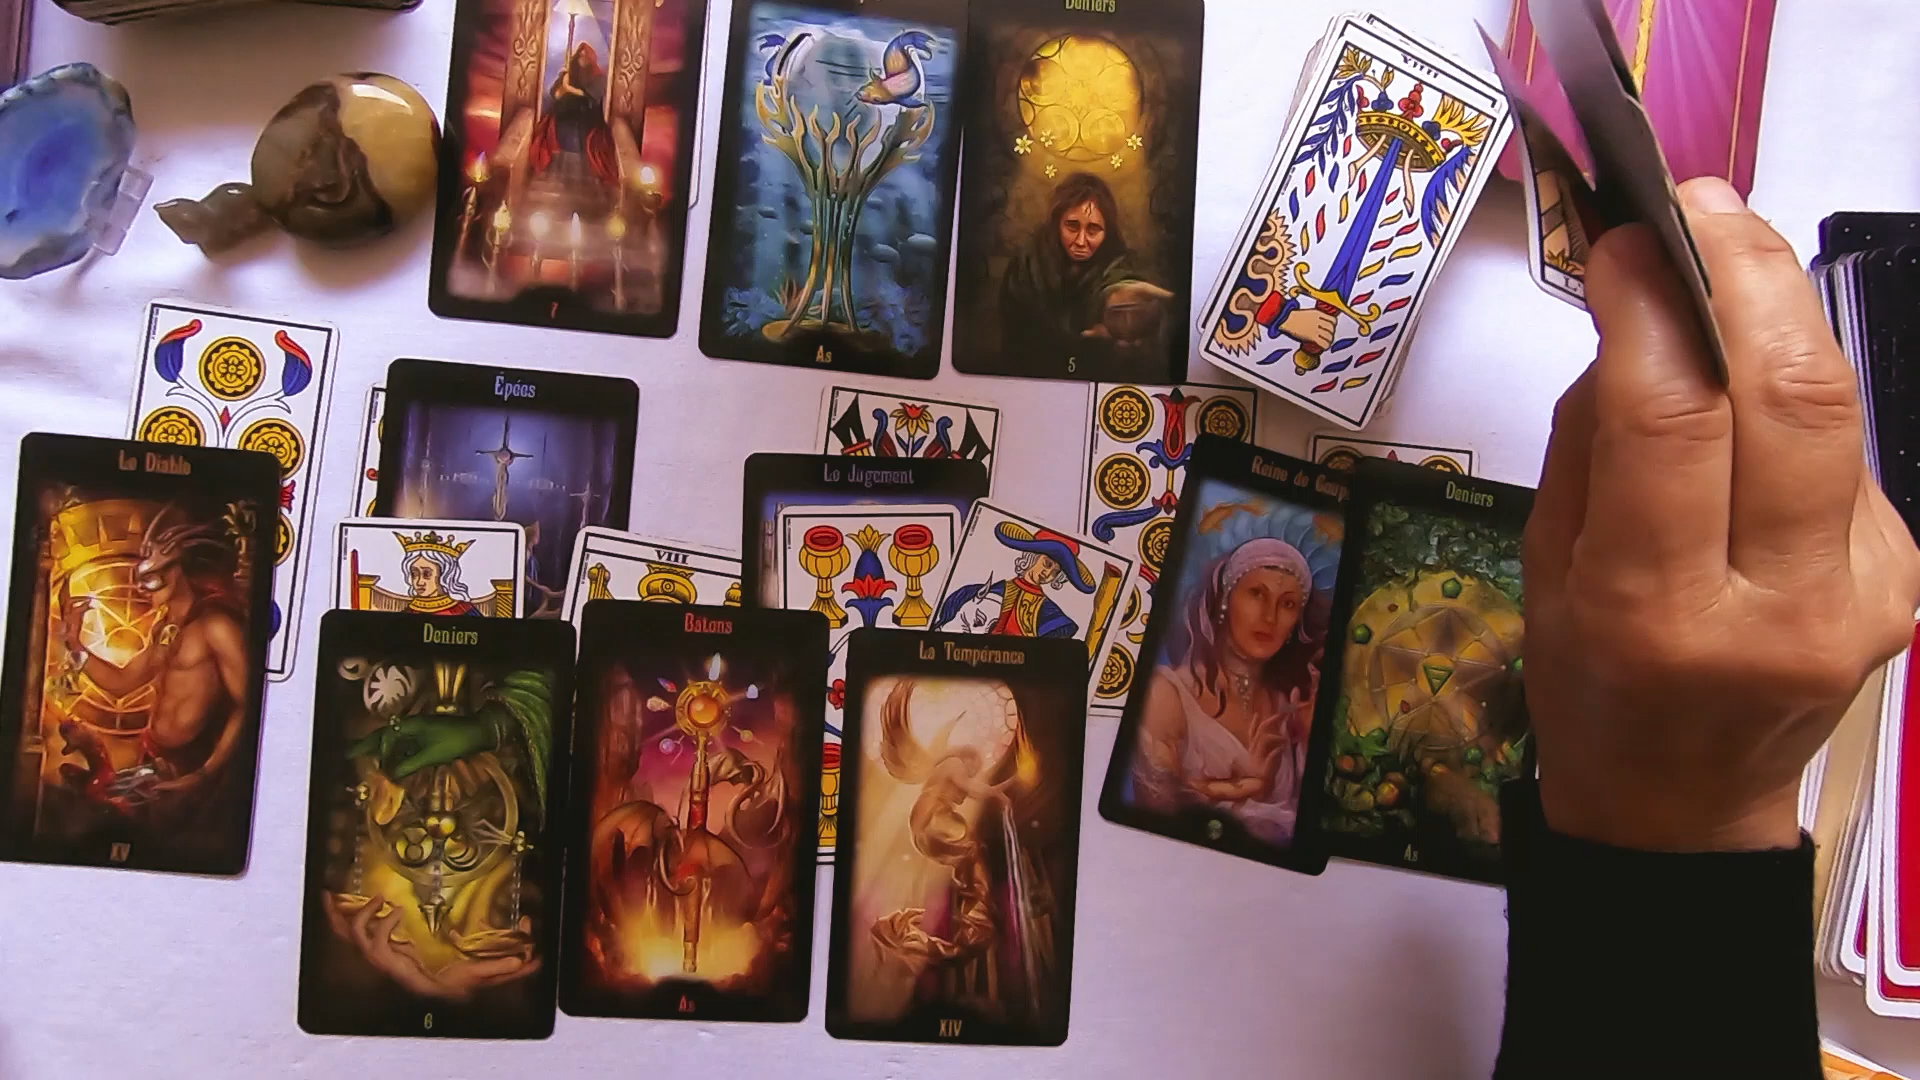 Deniers
7
As
5
Épées
Le Diable
XV
Le Jugement
VIII
Reine de Coup
Deniers
As
Deniers
6
Batons
As
La Tempérance
XIV